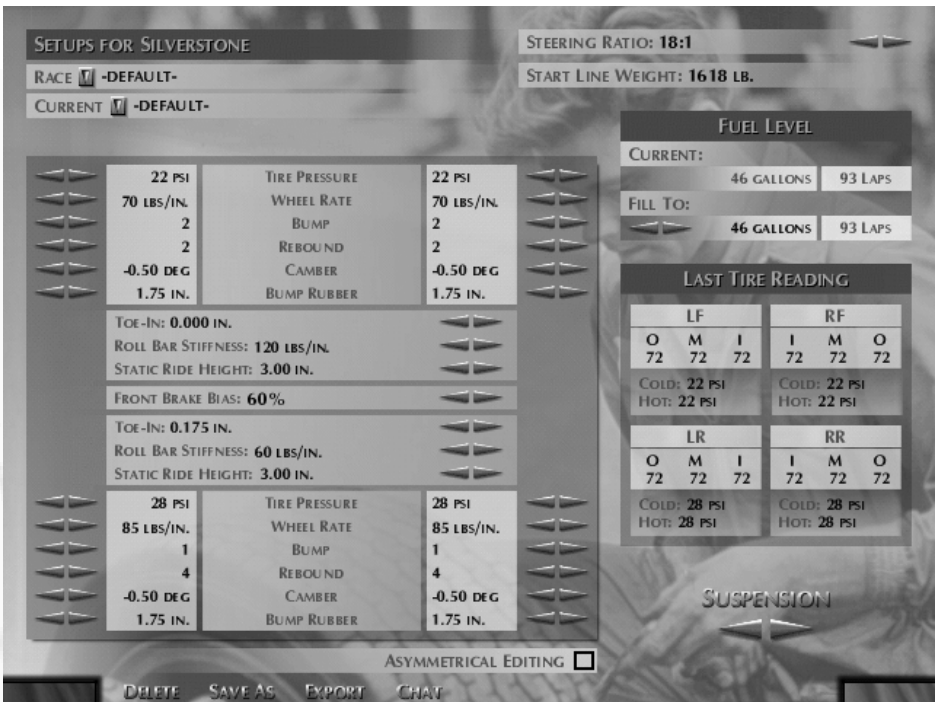 SETUPS FOR SILVERSTONE
RACE -DEFAULT-
CURRENT -DEFAULT-
STEERING RATIO: 18:1
START LINE WEIGHT: 1618 LB.
22 PSI TIRE PRESSURE 22 PSI
70 LBS/IN. WHEEL RATE 70 LBS/IN.
2 BUMP 2
2 REBOUND 2
-0.50 DEG CAMBER -0.50 DEG
1.75 IN. BUMP RUBBER 1.75 IN.
TOE-IN: 0.000 IN.
ROLL BAR STIFFNESS: 120 LBS/IN.
STATIC RIDE HEIGHT: 3.00 IN.
FRONT BRAKE BIAS: 60%
TOE-IN: 0.175 IN.
ROLL BAR STIFFNESS: 60 LBS/IN.
STATIC RIDE HEIGHT: 3.00 IN.
28 PSI TIRE PRESSURE 28 PSI
85 LBS/IN. WHEEL RATE 85 LBS/IN.
1 BUMP 1
4 REBOUND 4
-0.50 DEG CAMBER -0.50 DEG
1.75 IN. BUMP RUBBER 1.75 IN.
ASYMMETRICAL EDITING
FUEL LEVEL
CURRENT:
46 GALLONS 93 LAPS
FILL TO:
46 GALLONS 93 LAPS
LAST TIRE READING
LF RF
O M I I M O
72 72 72 72 72 72
COLD: 22 PSI COLD: 22 PSI
HOT: 22 PSI HOT: 22 PSI
LR RR
O M I I M O
72 72 72 72 72 72
COLD: 28 PSI COLD: 28 PSI
HOT: 28 PSI HOT: 28 PSI
SUSPENSION
DELETE SAVE AS EXPORT CHAT